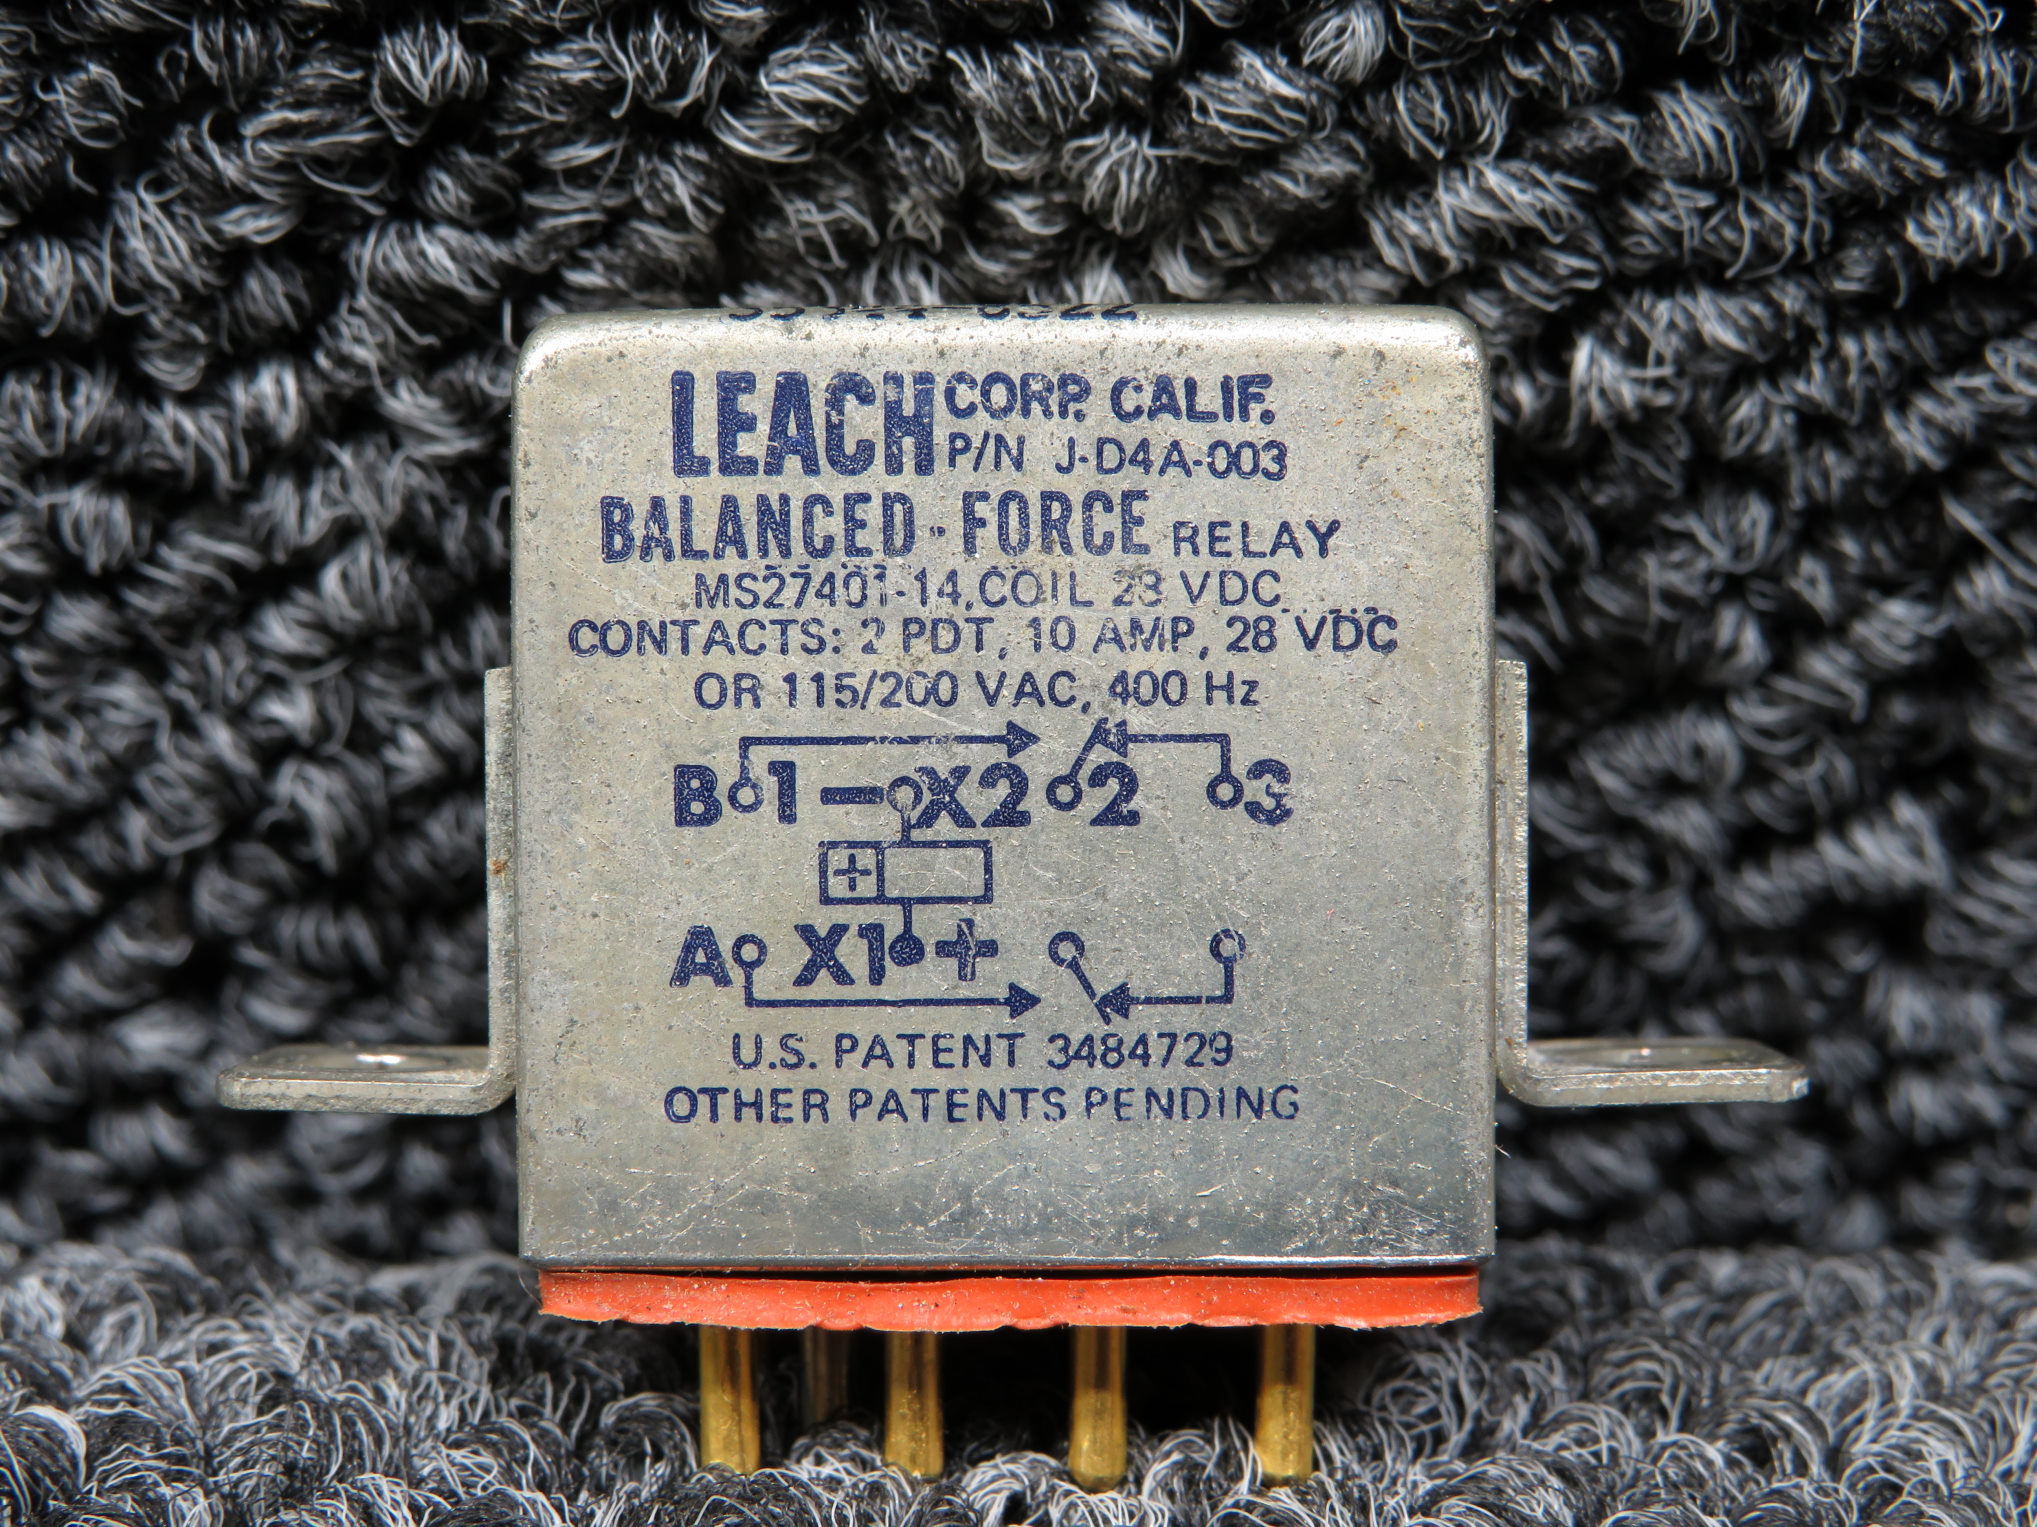 LEACH CORP. CALIF.
P/N J-D4A-003
BALANCED-FORCE RELAY
MS27401-14, COIL 28 VDC
CONTACTS: 2 PDT, 10 AMP, 28 VDC
OR 115/200 VAC, 400 Hz
B 1 – X2 2 3
+
A X1 +
U.S. PATENT 3484729
OTHER PATENTS PENDING